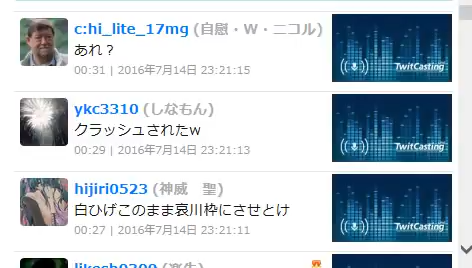 c:hi_lite_17mg (自慰・W・ニコル)
あれ？
00:31 | 2016年7月14日 23:21:15
TwitCasting
ykc3310 (しなもん)
クラッシュされたw
00:29 | 2016年7月14日 23:21:13
TwitCasting
hijiri0523 (神威　聖)
白ひげこのまま哀川枠にさせとけ
00:27 | 2016年7月14日 23:21:11
TwitCasting